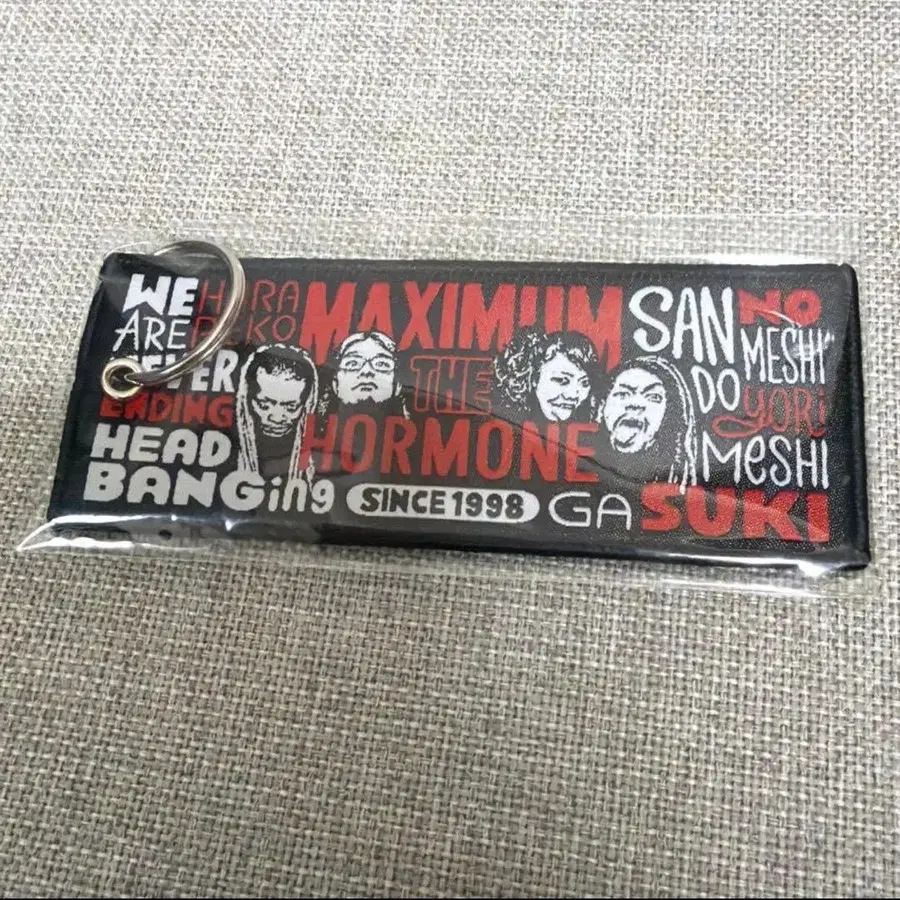 WE HARA
ARE PEKO
NEVER
ENDING
HEAD
BANGing
MAXIMUM
THE
HORMONE
SINCE 1998
SAN NO
DO MESHI
YORi
MeSHI
GA SUKI